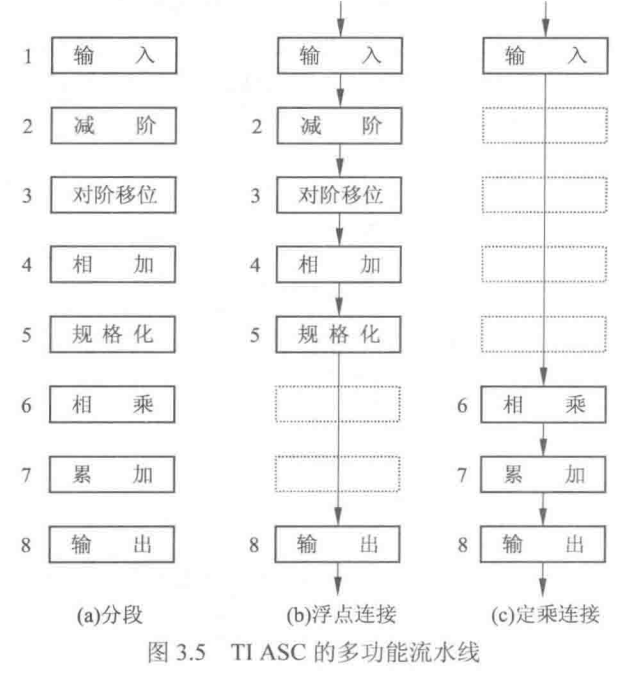 1 输入 输入 输入
2 减阶 2 减阶
3 对阶移位 3 对阶移位
4 相加 4 相加
5 规格化 5 规格化
6 相乘 6 相乘
7 累加 7 累加
8 输出 8 输出 8 输出
(a)分段 (b)浮点连接 (c)定乘连接
图 3.5 TI ASC 的多功能流水线